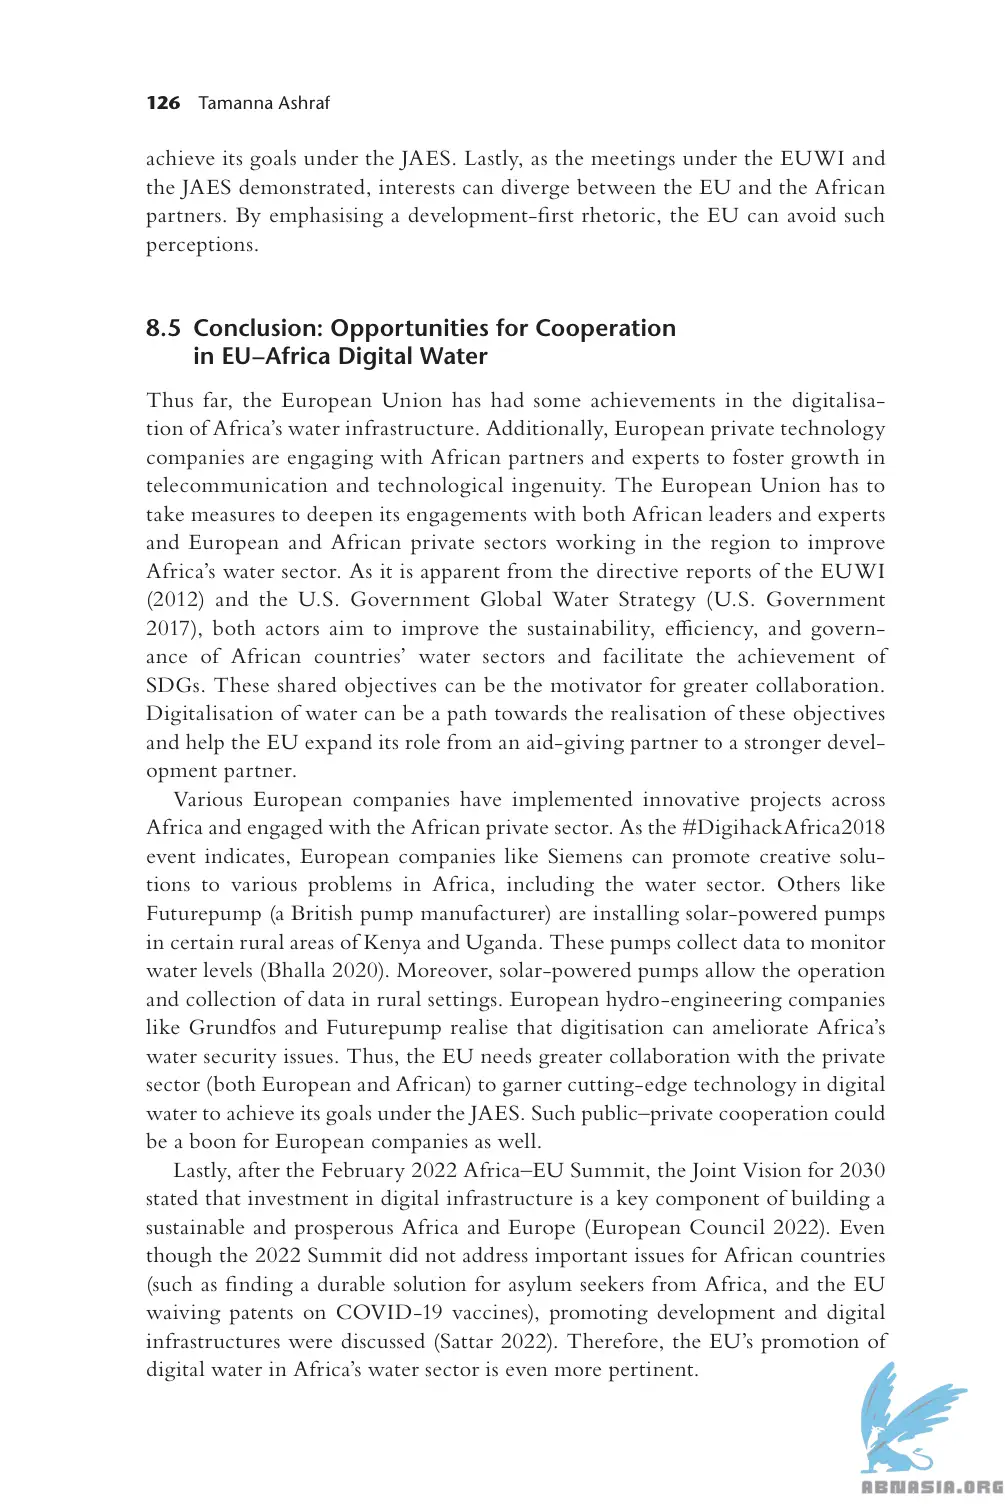 126 Tamanna Ashraf
achieve its goals under the JAES. Lastly, as the meetings under the EUWI and
the JAES demonstrated, interests can diverge between the EU and the African
partners. By emphasising a development-first rhetoric, the EU can avoid such
perceptions.
8.5 Conclusion: Opportunities for Cooperation
in EU–Africa Digital Water
Thus far, the European Union has had some achievements in the digitalisa-
tion of Africa’s water infrastructure. Additionally, European private technology
companies are engaging with African partners and experts to foster growth in
telecommunication and technological ingenuity. The European Union has to
take measures to deepen its engagements with both African leaders and experts
and European and African private sectors working in the region to improve
Africa’s water sector. As it is apparent from the directive reports of the EUWI
(2012) and the U.S. Government Global Water Strategy (U.S. Government
2017), both actors aim to improve the sustainability, efficiency, and govern-
ance of African countries’ water sectors and facilitate the achievement of
SDGs. These shared objectives can be the motivator for greater collaboration.
Digitalisation of water can be a path towards the realisation of these objectives
and help the EU expand its role from an aid-giving partner to a stronger devel-
opment partner.
Various European companies have implemented innovative projects across
Africa and engaged with the African private sector. As the #DigihackAfrica2018
event indicates, European companies like Siemens can promote creative solu-
tions to various problems in Africa, including the water sector. Others like
Futurepump (a British pump manufacturer) are installing solar-powered pumps
in certain rural areas of Kenya and Uganda. These pumps collect data to monitor
water levels (Bhalla 2020). Moreover, solar-powered pumps allow the operation
and collection of data in rural settings. European hydro-engineering companies
like Grundfos and Futurepump realise that digitisation can ameliorate Africa’s
water security issues. Thus, the EU needs greater collaboration with the private
sector (both European and African) to garner cutting-edge technology in digital
water to achieve its goals under the JAES. Such public–private cooperation could
be a boon for European companies as well.
Lastly, after the February 2022 Africa–EU Summit, the Joint Vision for 2030
stated that investment in digital infrastructure is a key component of building a
sustainable and prosperous Africa and Europe (European Council 2022). Even
though the 2022 Summit did not address important issues for African countries
(such as finding a durable solution for asylum seekers from Africa, and the EU
waiving patents on COVID-19 vaccines), promoting development and digital
infrastructures were discussed (Sattar 2022). Therefore, the EU’s promotion of
digital water in Africa’s water sector is even more pertinent.
ABNASIA.ORG